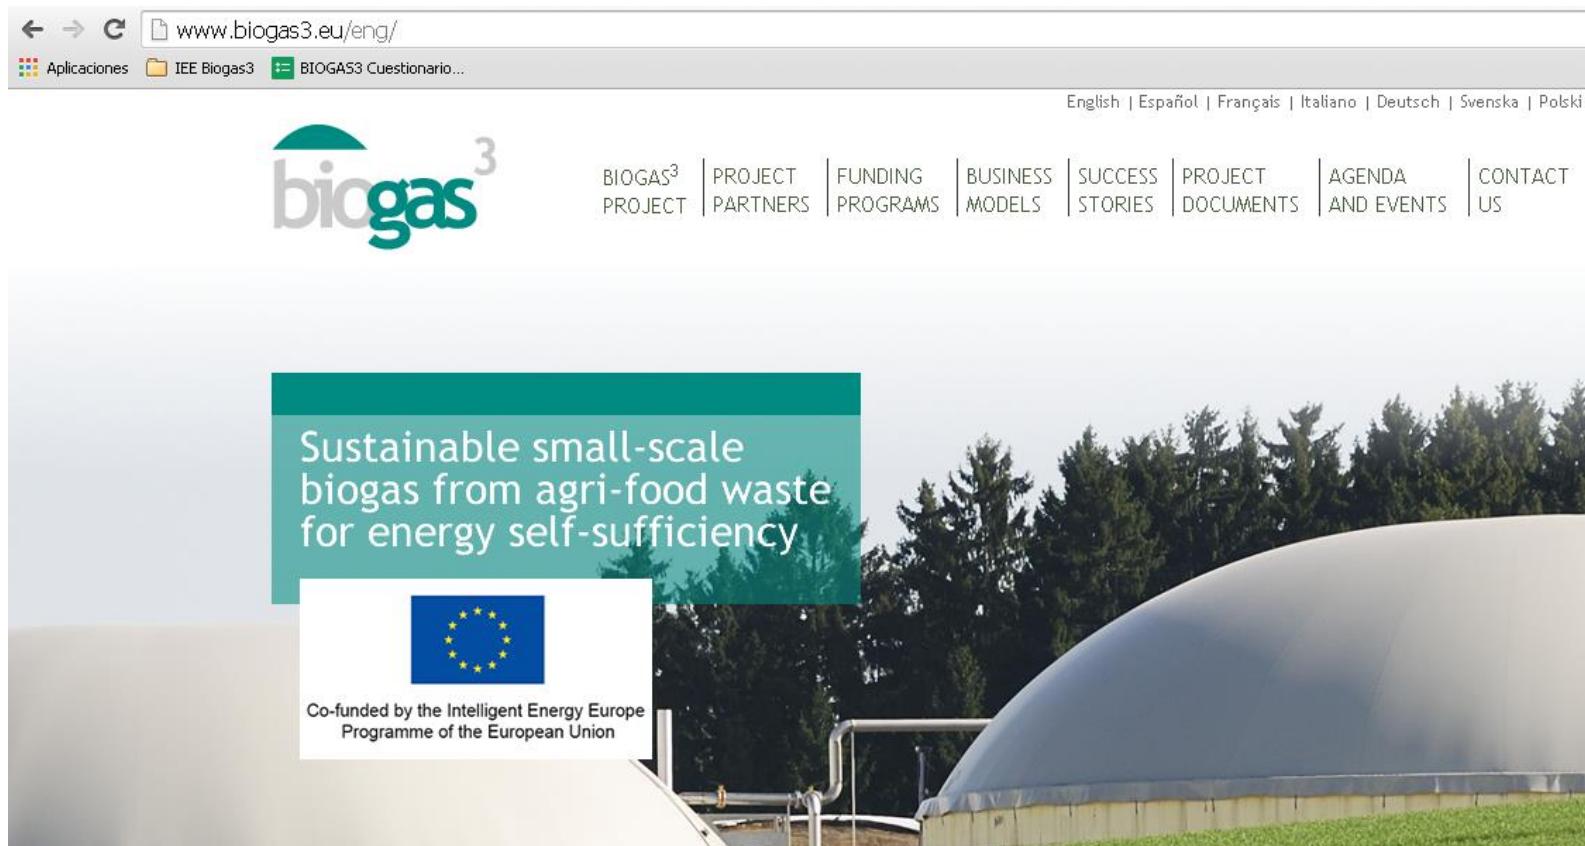 www.biogas3.eu/eng/
Aplicaciones IEE Biogas3 BIOGAS3 Cuestionario...
English | Español | Français | Italiano | Deutsch | Svenska | Polski
biogas³
BIOGAS³ PROJECT
PROJECT PARTNERS
FUNDING PROGRAMS
BUSINESS MODELS
SUCCESS STORIES
PROJECT DOCUMENTS
AGENDA AND EVENTS
CONTACT US
Sustainable small-scale
biogas from agri-food waste
for energy self-sufficiency
Co-funded by the Intelligent Energy Europe
Programme of the European Union